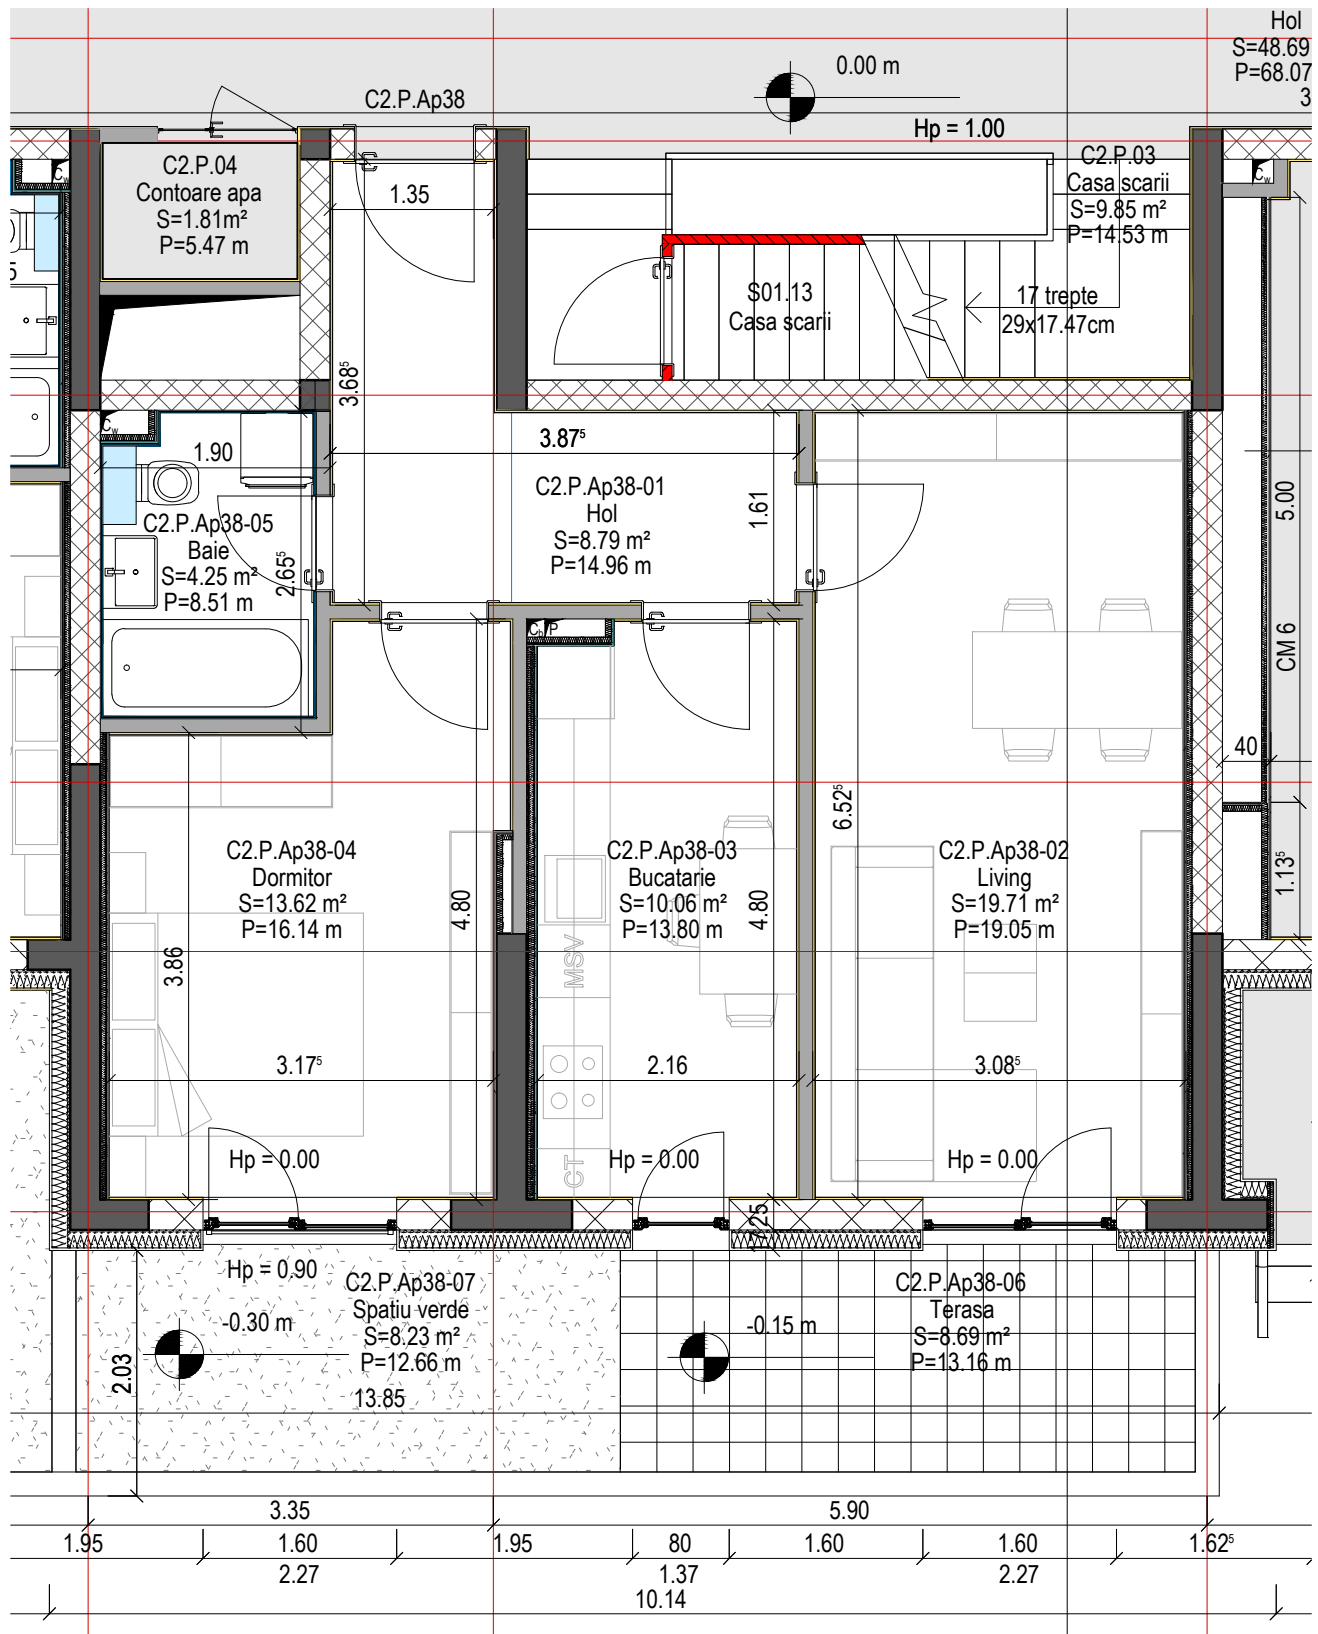 Hol
S=48.69
P=68.07
3
0.00 m
C2.P.Ap38
Hp = 1.00
C2.P.04
Contoare apa
S=1.81m²
P=5.47 m
C2.P.03
Casa scarii
S=9.85 m²
P=14.53 m
Cw
Cw
1.35
5
S01.13
Casa scarii
17 trepte
29x17.47cm
3.68⁵
Cw
1.90
3.87⁵
C2.P.Ap38-01
Hol
S=8.79 m²
P=14.96 m
1.61
5.00
C2.P.Ap38-05
Baie
S=4.25 m²
P=8.51 m
2.65⁵
Cb/P
CM 6
40
6.52⁵
C2.P.Ap38-04
Dormitor
S=13.62 m²
P=16.14 m
C2.P.Ap38-03
Bucatarie
S=10.06 m²
P=13.80 m
C2.P.Ap38-02
Living
S=19.71 m²
P=19.05 m
1.13⁵
4.80
4.80
3.86
MSV
3.17⁵
2.16
3.08⁵
CT
Hp = 0.00
Hp = 0.00
Hp = 0.00
17
25
Hp = 0.90
C2.P.Ap38-07
Spatiu verde
S=8.23 m²
P=12.66 m
-0.30 m
C2.P.Ap38-06
Terasa
S=8.69 m²
P=13.16 m
-0.15 m
2.03
13.85
3.35
5.90
1.95
1.60
1.95
80
1.60
1.60
1.62⁵
2.27
1.37
2.27
10.14